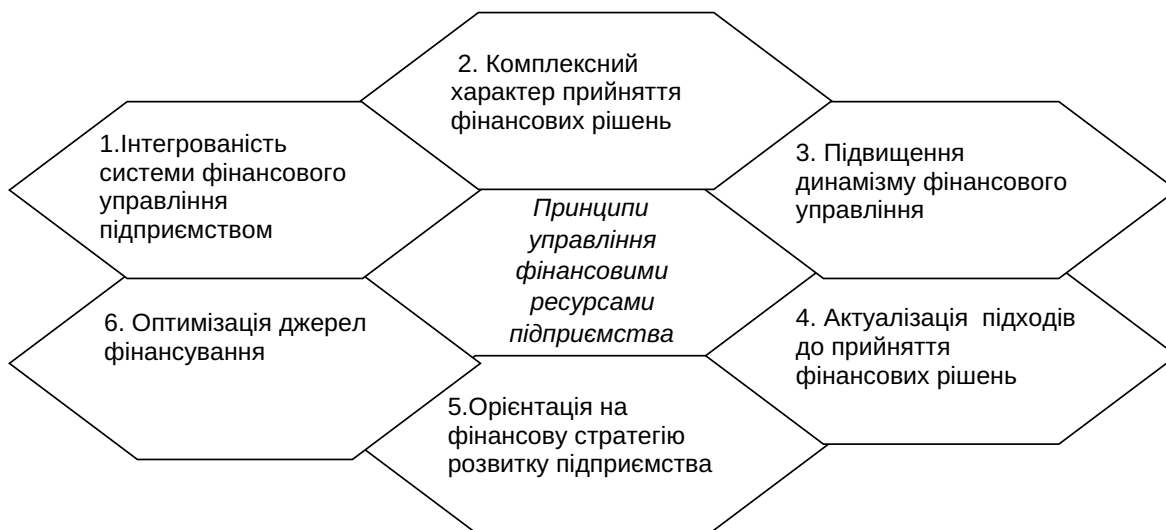 2. Комплексний
характер прийняття
фінансових рішень
1.Інтегрованість
системи фінансового
управління
підприємством
3. Підвищення
динамізму фінансового
управління
Принципи
управління
фінансовими
ресурсами
підприємства
6. Оптимізація джерел
фінансування
4. Актуалізація  підходів
до прийняття
фінансових рішень
5.Орієнтація на
фінансову стратегію
розвитку підприємства